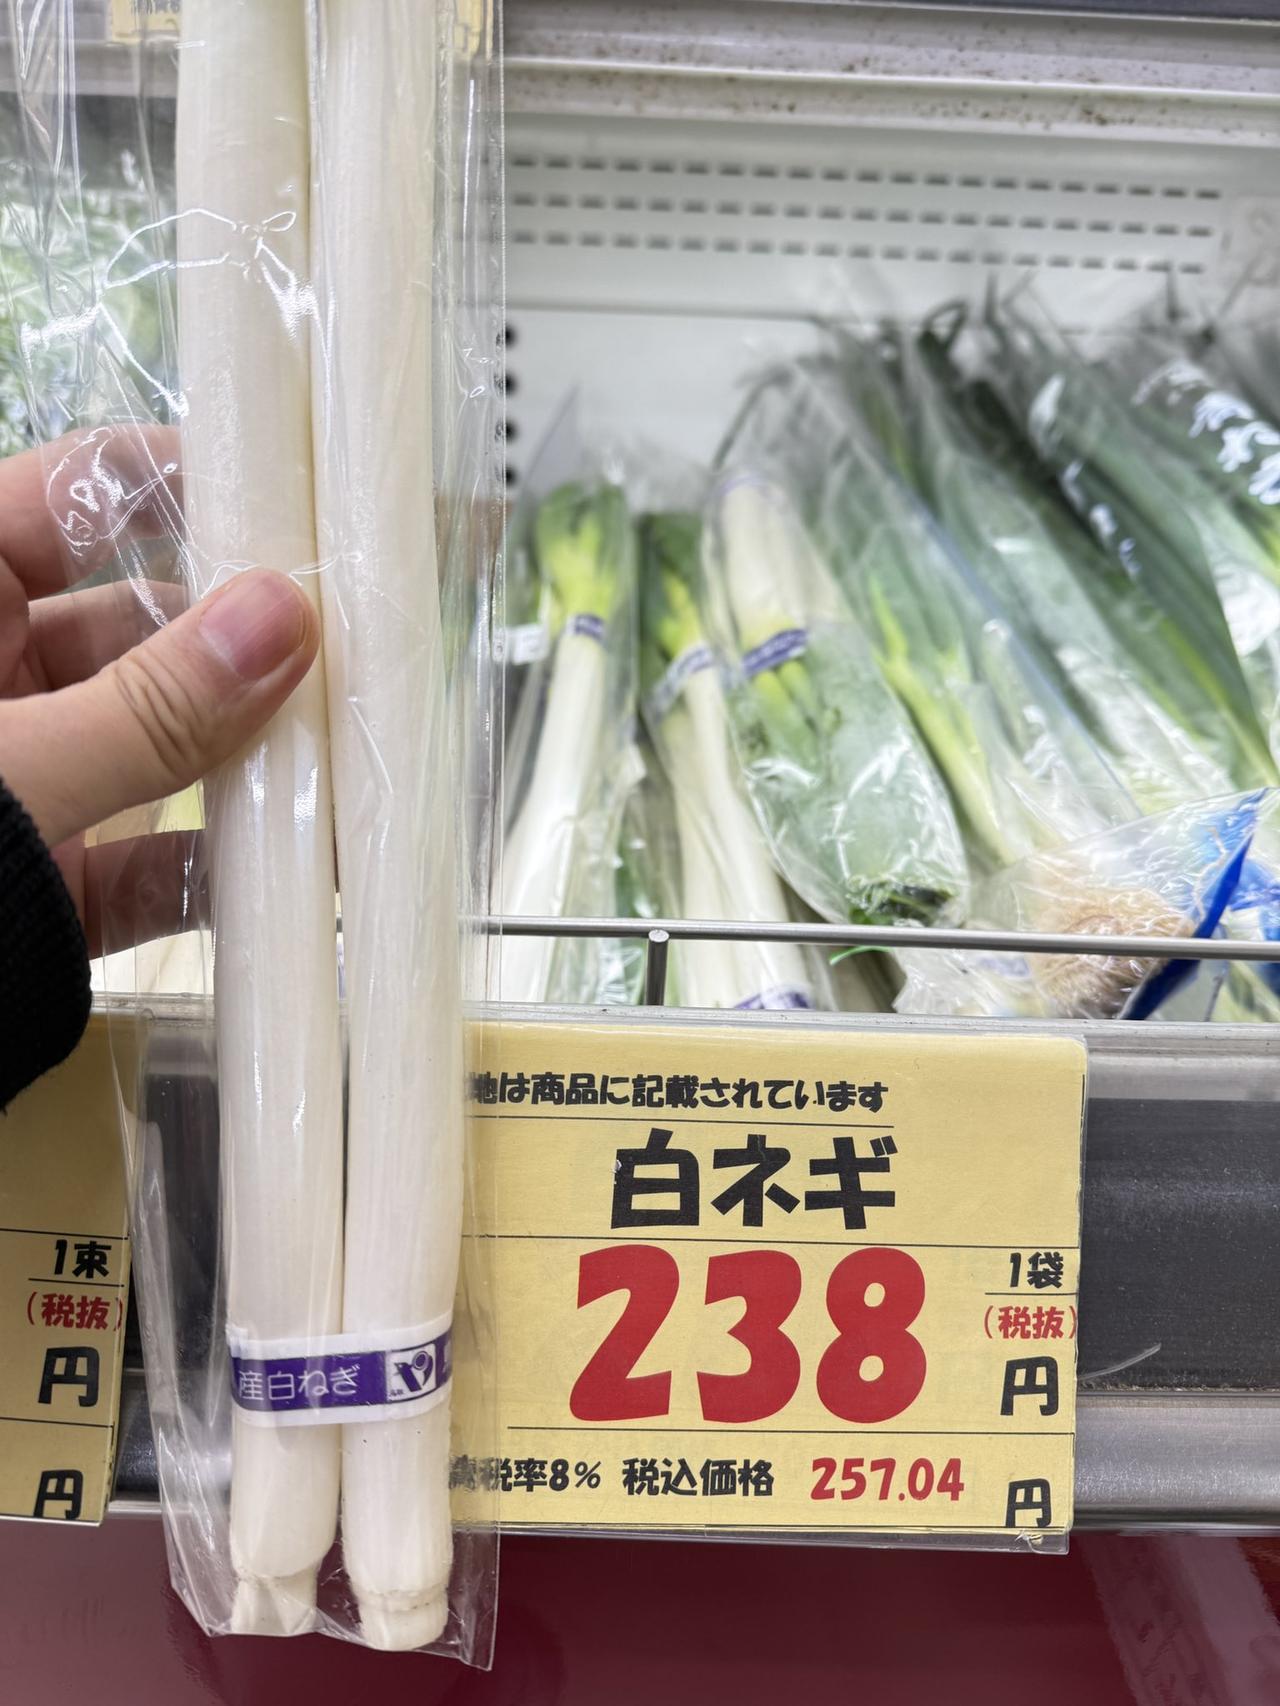 地は商品に記載されています
白ネギ
238
1袋
(税抜)
円
税率8% 税込価格 257.04 円
1束
(税抜)
円
円
産白ねぎ